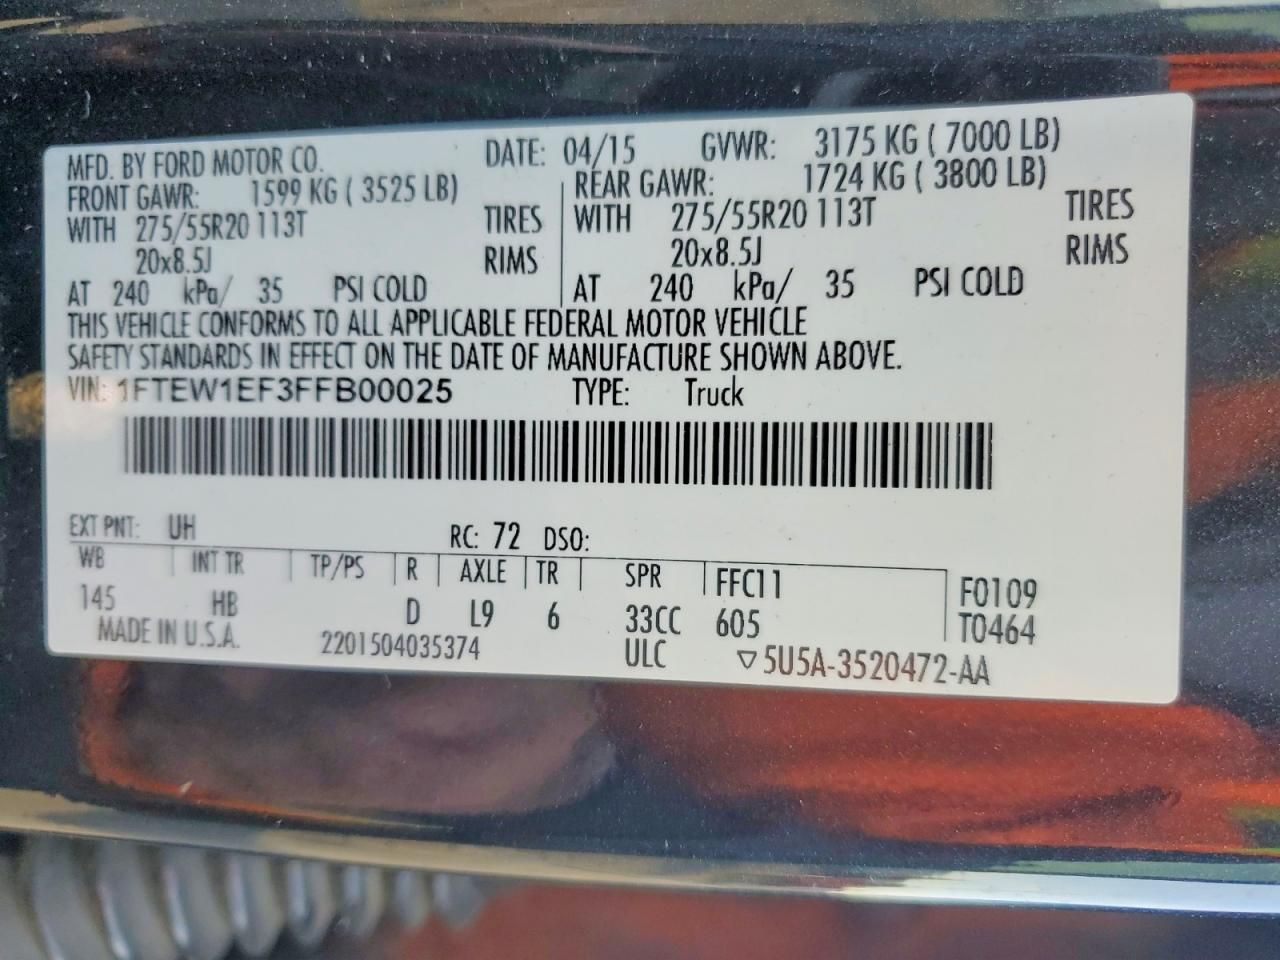 MFD. BY FORD MOTOR CO. DATE: 04/15 GVWR: 3175 KG ( 7000 LB)
FRONT GAWR: 1599 KG ( 3525 LB) REAR GAWR: 1724 KG ( 3800 LB)
WITH 275/55R20 113T TIRES WITH 275/55R20 113T TIRES
20x8.5J RIMS 20x8.5J RIMS
AT 240 kPa/ 35 PSI COLD AT 240 kPa/ 35 PSI COLD
THIS VEHICLE CONFORMS TO ALL APPLICABLE FEDERAL MOTOR VEHICLE
SAFETY STANDARDS IN EFFECT ON THE DATE OF MANUFACTURE SHOWN ABOVE.
VIN: 1FTEW1EF3FFB00025 TYPE: Truck
EXT PNT: UH RC: 72 DSO:
WB INT TR TP/PS R AXLE TR SPR FFC11 F0109
145 HB D L9 6 33CC 605 T0464
MADE IN U.S.A. 2201504035374 ULC ▽5U5A-3520472-AA